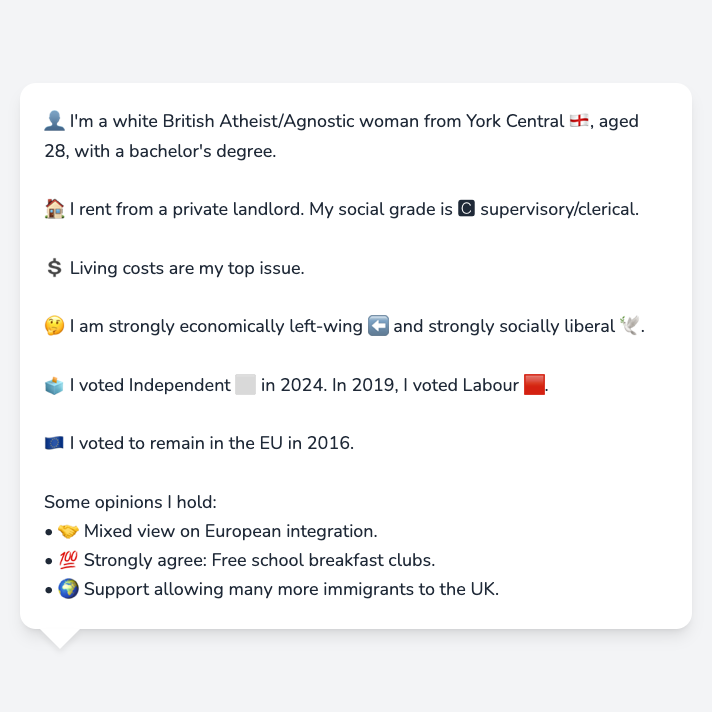 👤 I'm a white British Atheist/Agnostic woman from York Central 🏴󠁧󠁢󠁥󠁮󠁧󠁿, aged
28, with a bachelor's degree.
🏠 I rent from a private landlord. My social grade is 🅲 supervisory/clerical.
💲 Living costs are my top issue.
🤔 I am strongly economically left-wing ⬅️ and strongly socially liberal 🕊️.
🗳️ I voted Independent ⬜ in 2024. In 2019, I voted Labour 🟥.
🇪🇺 I voted to remain in the EU in 2016.
Some opinions I hold:
• 🤝 Mixed view on European integration.
• 💯 Strongly agree: Free school breakfast clubs.
• 🌍 Support allowing many more immigrants to the UK.